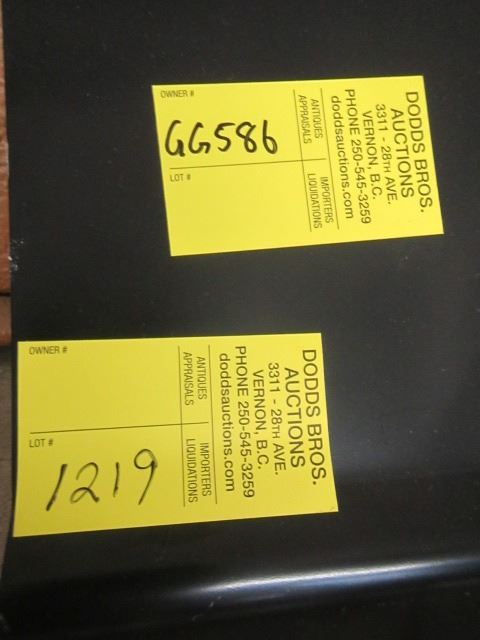 DODDS BROS.
AUCTIONS
3311 - 28TH AVE.
VERNON, B.C.
PHONE 250-545-3259
doddsauctions.com
ANTIQUES
APPRAISALS
IMPORTERS
LIQUIDATIONS
OWNER #
GG586
LOT #
DODDS BROS.
AUCTIONS
3311 - 28TH AVE.
VERNON, B.C.
PHONE 250-545-3259
doddsauctions.com
ANTIQUES
APPRAISALS
IMPORTERS
LIQUIDATIONS
OWNER #
LOT #
1219